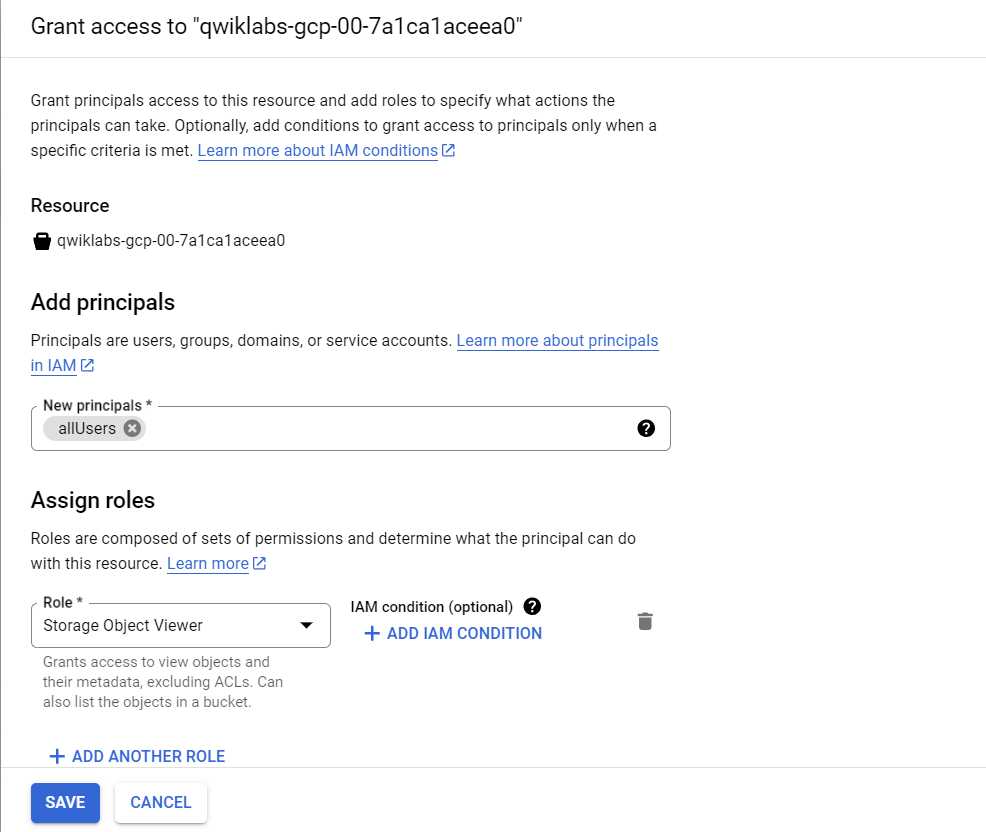 Grant access to "qwiklabs-gcp-00-7a1ca1aceea0"
Grant principals access to this resource and add roles to specify what actions the
principals can take. Optionally, add conditions to grant access to principals only when a
specific criteria is met. Learn more about IAM conditions
Resource
qwiklabs-gcp-00-7a1ca1aceea0
Add principals
Principals are users, groups, domains, or service accounts. Learn more about principals
in IAM
New principals *
allUsers
Assign roles
Roles are composed of sets of permissions and determine what the principal can do
with this resource. Learn more
Role *
Storage Object Viewer
IAM condition (optional)
+ ADD IAM CONDITION
Grants access to view objects and
their metadata, excluding ACLs. Can
also list the objects in a bucket.
+ ADD ANOTHER ROLE
SAVE
CANCEL